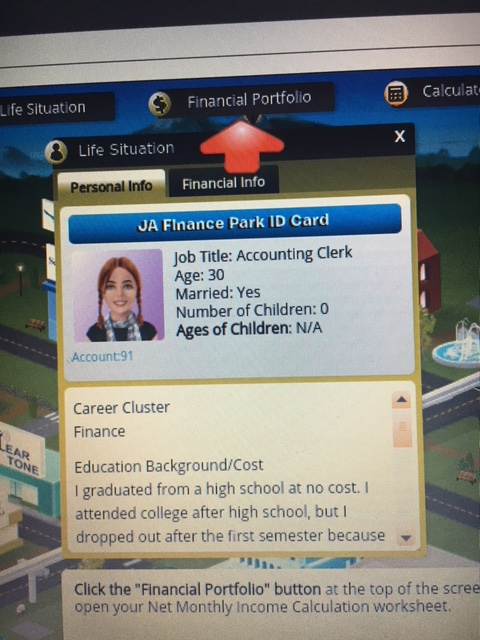 Life Situation
Financial Portfolio
Life Situation
X
Personal Info
Financial Info
JA Finance Park ID Card
Job Title: Accounting Clerk
Age: 30
Married: Yes
Number of Children: 0
Ages of Children: N/A
Account:91
Career Cluster
Finance
Education Background/Cost
I graduated from a high school at no cost. I
attended college after high school, but I
dropped out after the first semester because
LEAR
TONE
Click the "Financial Portfolio" button at the top of the scree
open your Net Monthly Income Calculation worksheet.